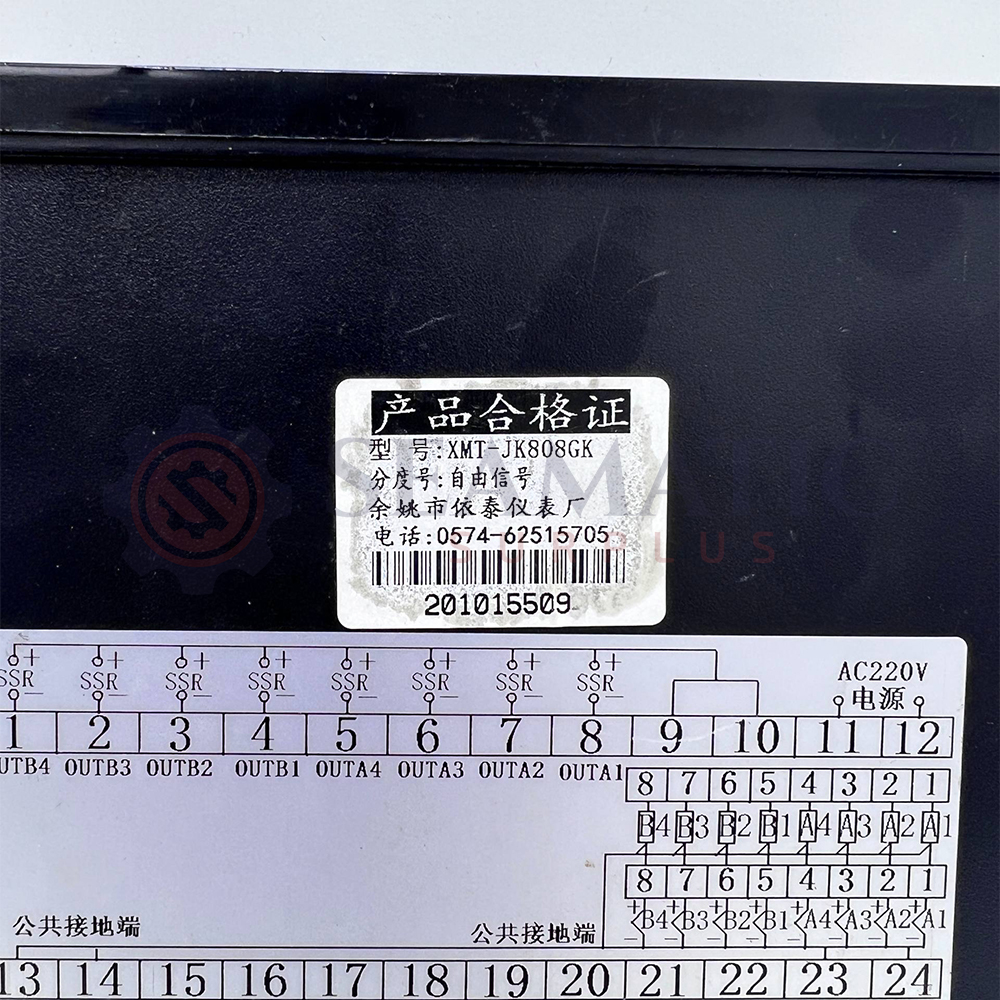 产品合格证
型 号:XMT-JK808GK
分度号:自由信号
余姚市依泰仪表厂
电话:0574-62515705
201015509
SEAMA
SURPLUS
+ + + + + + + +
SSR SSR SSR SSR SSR SSR SSR SSR
AC220V
电源
1 2 3 4 5 6 7 8 9 10 11 12
UTB4 OUTB3 OUTB2 OUTB1 OUTA4 OUTA3 OUTA2 OUTA1
8 7 6 5 4 3 2 1
B4 B3 B2 B1 A4 A3 A2 A1
8 7 6 5 4 3 2 1
B4 B3 B2 B1 A4 A3 A2 A1
公共接地端 公共接地端
13 14 15 16 17 18 19 20 21 22 23 24